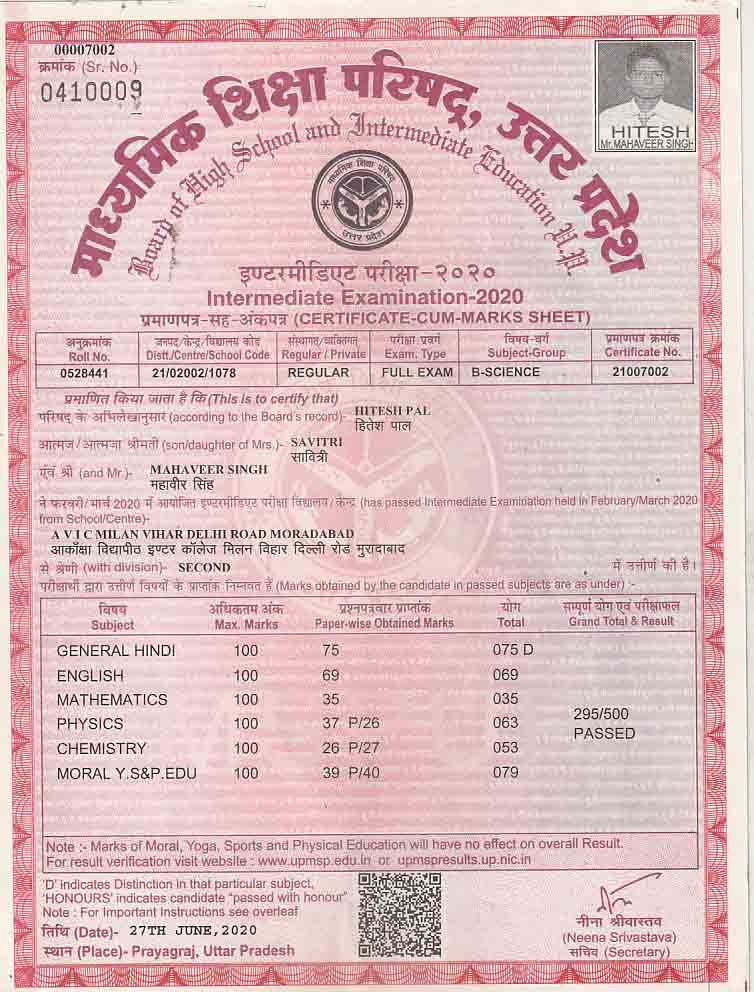 00007002
क्रमांक (Sr. No.)
0410009
माध्यमिक शिक्षा परिषद्, उत्तर प्रदेश
Board of High School and Intermediate Education U.P.
माध्यमिक शिक्षा परिषद्
उत्तर प्रदेश
HITESH
Mr.MAHAVEER SINGH
इण्टरमीडिएट परीक्षा-२०२०
Intermediate Examination-2020
प्रमाणपत्र-सह-अंकपत्र (CERTIFICATE-CUM-MARKS SHEET)
अनुक्रमांक जनपद/केन्द्र/विद्यालय कोड संस्थागत/व्यक्तिगत परीक्षा प्रवर्ग विषय-वर्ग प्रमाणपत्र क्रमांक
Roll No. Distt./Centre/School Code Regular / Private Exam. Type Subject-Group Certificate No.
0528441 21/02002/1078 REGULAR FULL EXAM B-SCIENCE 21007002
प्रमाणित किया जाता है कि (This is to certify that)
परिषद के अभिलेखानुसार (according to the Board's record)- HITESH PAL
हितेश पाल
आत्मज/आत्मजा श्रीमती (son/daughter of Mrs.)- SAVITRI
सावित्री
एंव श्री (and Mr.)- MAHAVEER SINGH
महावीर सिंह
ने फरवरी/मार्च 2020 में आयोजित इण्टरमीडिएट परीक्षा विद्यालय/केन्द्र (has passed Intermediate Examination held in February/March 2020
from School/Centre)-
A V I C MILAN VIHAR DELHI ROAD MORADABAD
आकाँक्षा विद्यापीठ इण्टर कॉलेज मिलन विहार दिल्ली रोड मुरादाबाद
से श्रेणी (with division)- SECOND में उत्तीर्ण की है।
परीक्षार्थी द्वारा उत्तीर्ण विषयों के प्राप्तांक निम्नवत हैं (Marks obtained by the candidate in passed subjects are as under) :-
विषय अधिकतम अंक प्रश्नपत्रवार प्राप्तांक योग सम्पूर्ण योग एवं परीक्षाफल
Subject Max. Marks Paper-wise Obtained Marks Total Grand Total & Result
GENERAL HINDI 100 75 075 D
ENGLISH 100 69 069
MATHEMATICS 100 35 035
295/500
PHYSICS 100 37 P/26 063
PASSED
CHEMISTRY 100 26 P/27 053
MORAL Y.S&P.EDU 100 39 P/40 079
Note :- Marks of Moral, Yoga, Sports and Physical Education will have no effect on overall Result.
For result verification visit website : www.upmsp.edu.in or upmspresults.up.nic.in
'D' indicates Distinction in that particular subject,
'HONOURS' indicates candidate "passed with honour"
Note : For Important Instructions see overleaf
तिथि (Date)- 27TH JUNE,2020
स्थान (Place)- Prayagraj, Uttar Pradesh
नीना श्रीवास्तव
(Neena Srivastava)
सचिव (Secretary)